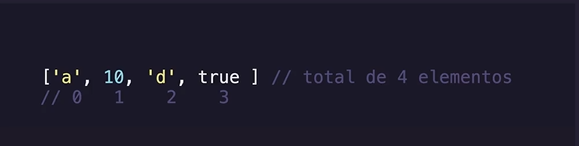 ['a', 10, 'd', true ] // total de 4 elementos
// 0 1 2 3